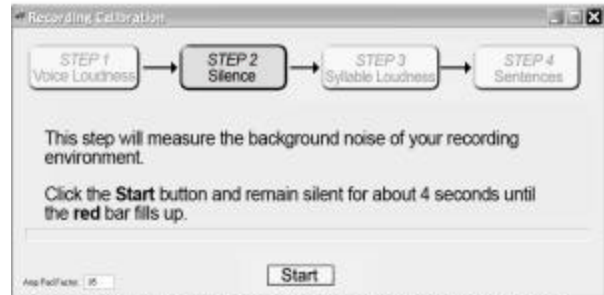 Recording Calibration
STEP 1
Voice Loudness
STEP 2
Silence
STEP 3
Syllable Loudness
STEP 4
Sentences
This step will measure the background noise of your recording
environment.
Click the Start button and remain silent for about 4 seconds until
the red bar fills up.
Start